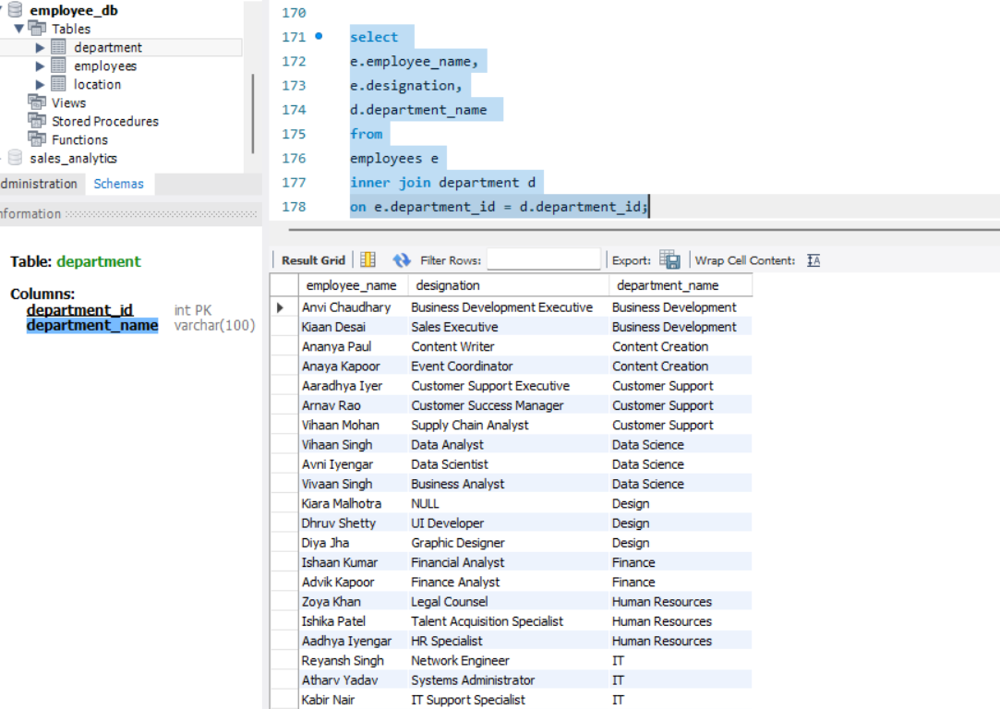 employee_db
Tables
department
employees
location
Views
Stored Procedures
Functions
sales_analytics
dministration Schemas
nformation
Table: department
Columns:
department_id int PK
department_name varchar(100)
170
171 select
172 e.employee_name,
173 e.designation,
174 d.department_name
175 from
176 employees e
177 inner join department d
178 on e.department_id = d.department_id;
Result Grid Filter Rows: Export: Wrap Cell Content: IA
employee_name designation department_name
Anvi Chaudhary Business Development Executive Business Development
Kiaan Desai Sales Executive Business Development
Ananya Paul Content Writer Content Creation
Anaya Kapoor Event Coordinator Content Creation
Aaradhya Iyer Customer Support Executive Customer Support
Arnav Rao Customer Success Manager Customer Support
Vihaan Mohan Supply Chain Analyst Customer Support
Vihaan Singh Data Analyst Data Science
Avni Iyengar Data Scientist Data Science
Vivaan Singh Business Analyst Data Science
Kiara Malhotra NULL Design
Dhruv Shetty UI Developer Design
Diya Jha Graphic Designer Design
Ishaan Kumar Financial Analyst Finance
Advik Kapoor Finance Analyst Finance
Zoya Khan Legal Counsel Human Resources
Ishika Patel Talent Acquisition Specialist Human Resources
Aadhya Iyengar HR Specialist Human Resources
Reyansh Singh Network Engineer IT
Atharv Yadav Systems Administrator IT
Kabir Nair IT Support Specialist IT